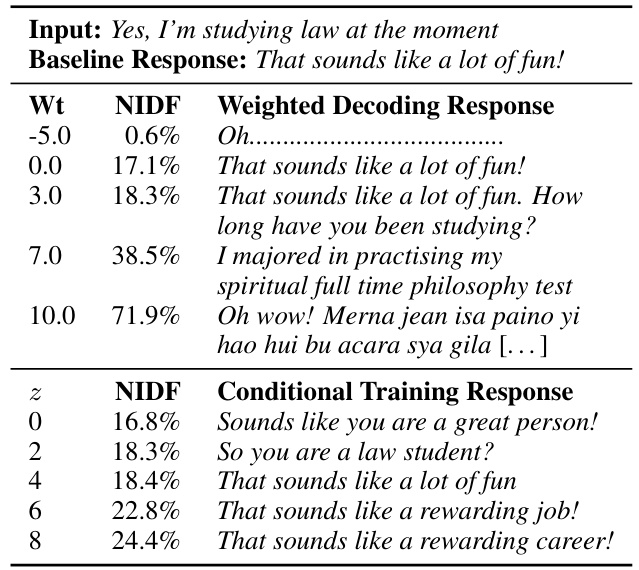 Input: Yes, I'm studying law at the moment
Baseline Response: That sounds like a lot of fun!
Wt NIDF Weighted Decoding Response
-5.0 0.6% Oh......................................
0.0 17.1% That sounds like a lot of fun!
3.0 18.3% That sounds like a lot of fun. How
long have you been studying?
7.0 38.5% I majored in practising my
spiritual full time philosophy test
10.0 71.9% Oh wow! Merna jean isa paino yi
hao hui bu acara sya gila [...]
z NIDF Conditional Training Response
0 16.8% Sounds like you are a great person!
2 18.3% So you are a law student?
4 18.4% That sounds like a lot of fun
6 22.8% That sounds like a rewarding job!
8 24.4% That sounds like a rewarding career!